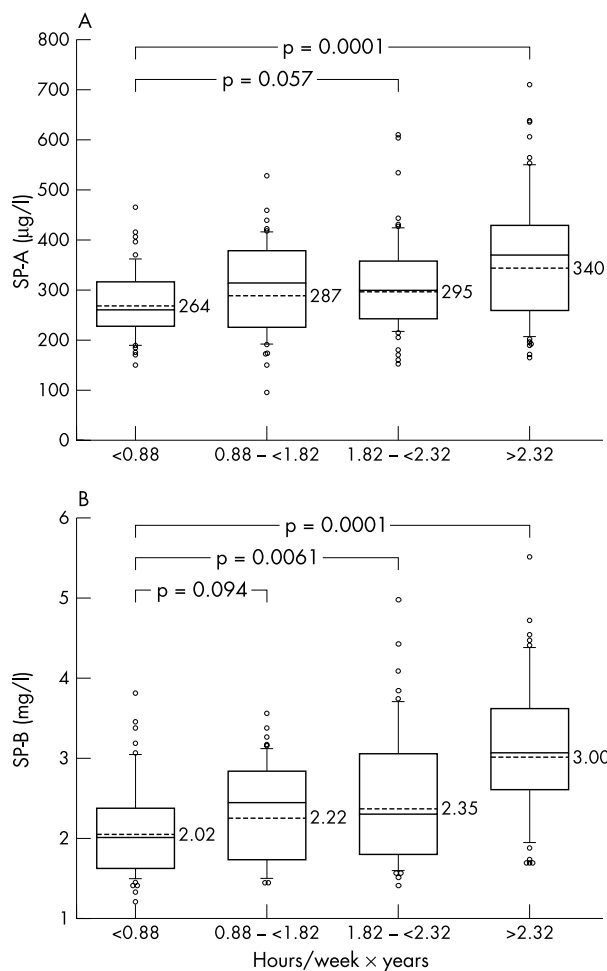 A
800
p = 0.0001
700
p = 0.057
600
500
SP-A (μg/l)
400
340
300
264
287
295
200
100
0
<0.88
0.88 – <1.82
1.82 – <2.32
>2.32
B
6
p = 0.0001
p = 0.0061
5
p = 0.094
4
SP-B (mg/l)
3
3.00
2.02
2.22
2.35
2
1
<0.88
0.88 – <1.82
1.82 – <2.32
>2.32
Hours/week × years